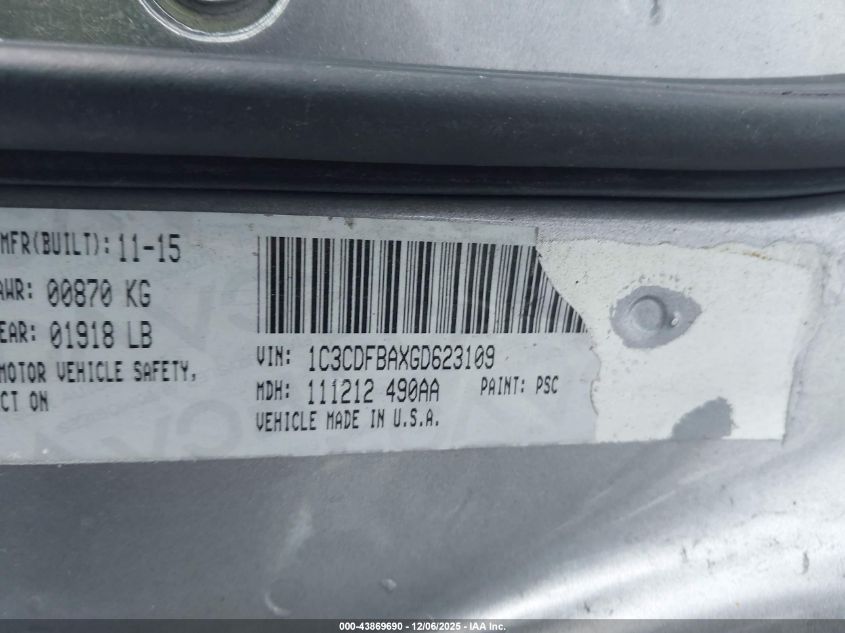 MFR(BUILT): 11-15
AWR: 00870 KG
EAR: 01918 LB
MOTOR VEHICLE SAFETY,
CT ON
VIN: 1C3CDFBAXGD623109
MDH: 111212 490AA PAINT: PSC
VEHICLE MADE IN U.S.A.
000-43869690 - 12/06/2025 - IAA Inc.